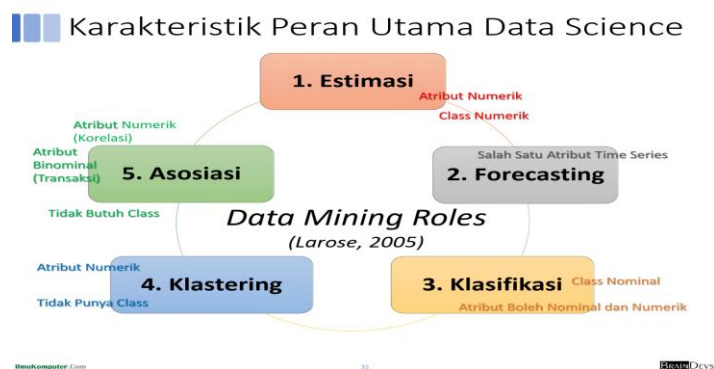 Karakteristik Peran Utama Data Science
1. Estimasi
Atribut Numerik
Class Numerik
Salah Satu Atribut Time Series
2. Forecasting
3. Klasifikasi
Class Nominal
Atribut Boleh Nominal dan Numerik
4. Klastering
Atribut Numerik
Tidak Punya Class
5. Asosiasi
Atribut Numerik
(Korelasi)
Atribut
Binominal
(Transaksi)
Tidak Butuh Class
Data Mining Roles
(Larose, 2005)
IlmuKomputer.Com
35
BRAINDEVS